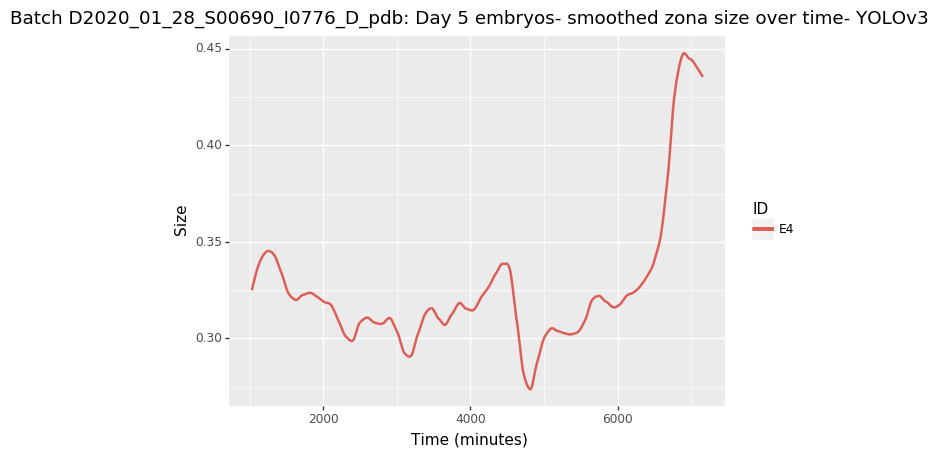 Batch D2020_01_28_S00690_I0776_D_pdb: Day 5 embryos- smoothed zona size over time- YOLOv3
0.45
0.40
0.35
0.30
Size
2000
4000
6000
Time (minutes)
ID
E4